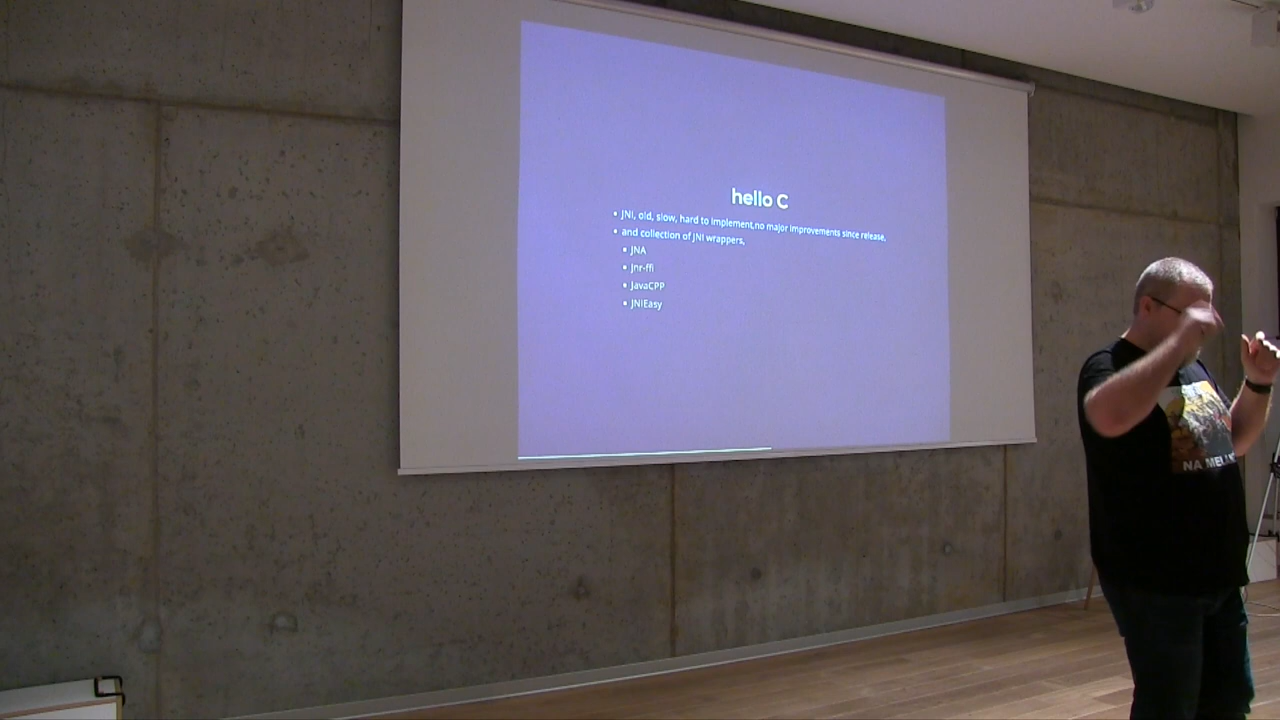 hello C
• JNI, old, slow, hard to implement,no major improvements since release,
• and collection of JNI wrappers,
• JNA
• Jnr-ffi
• JavaCPP
• JNIEasy
NA